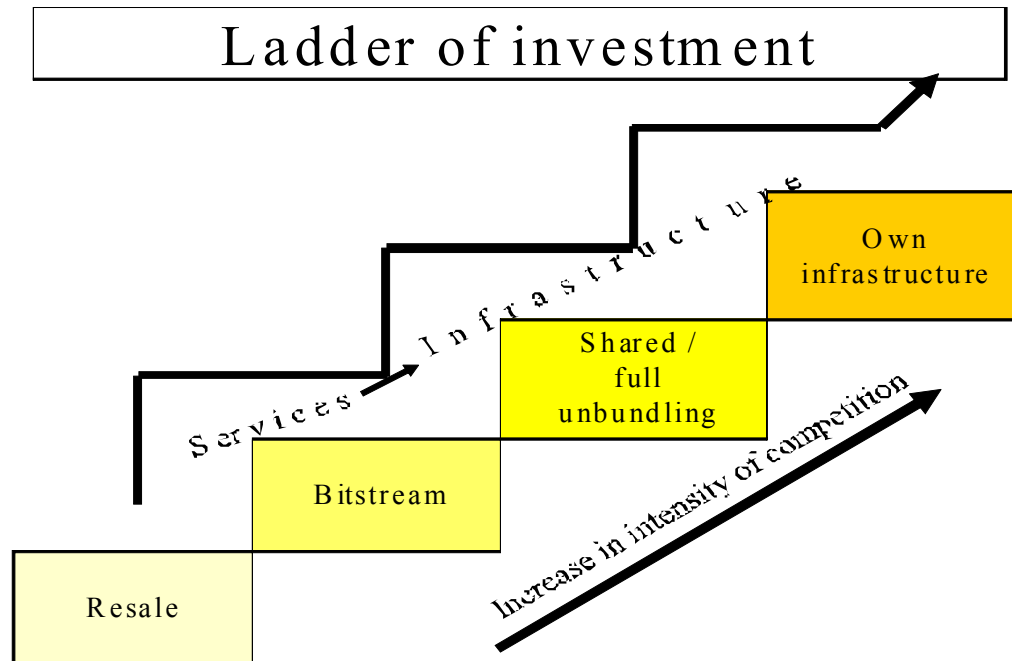 Ladder of investment
Services
Infrastructure
Own
infrastructure
Shared /
full
unbundling
Bitstream
Resale
Increase in intensity of competition